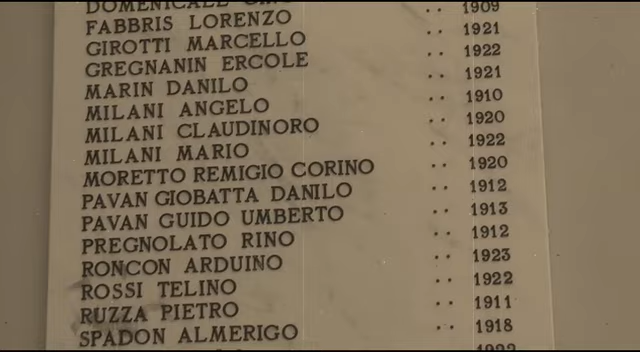 DOMENICALE
FABBRIS LORENZO .. 1909
GIROTTI MARCELLO .. 1921
GREGNANIN ERCOLE .. 1922
MARIN DANILO .. 1921
MILANI ANGELO .. 1910
MILANI CLAUDINORO .. 1920
MILANI MARIO .. 1922
MORETTO REMIGIO CORINO .. 1920
PAVAN GIOBATTA DANILO .. 1912
PAVAN GUIDO UMBERTO .. 1913
PREGNOLATO RINO .. 1912
RONCON ARDUINO .. 1923
ROSSI TELINO .. 1922
RUZZA PIETRO .. 1911
SPADON ALMERIGO .. 1918